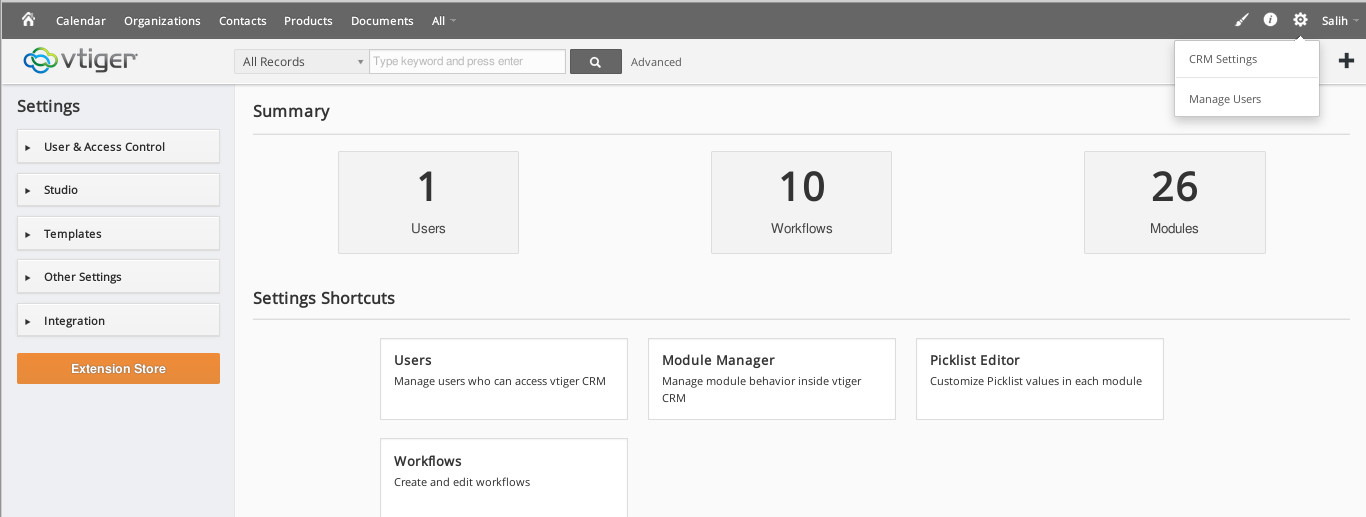 Calendar Organizations Contacts Products Documents All Salih
vtiger All Records Type keyword and press enter Advanced
CRM Settings
Manage Users
Settings
User & Access Control
Studio
Templates
Other Settings
Integration
Extension Store
Summary
1 10 26
Users Workflows Modules
Settings Shortcuts
Users
Manage users who can access vtiger CRM
Module Manager
Manage module behavior inside vtiger
CRM
Picklist Editor
Customize Picklist values in each module
Workflows
Create and edit workflows